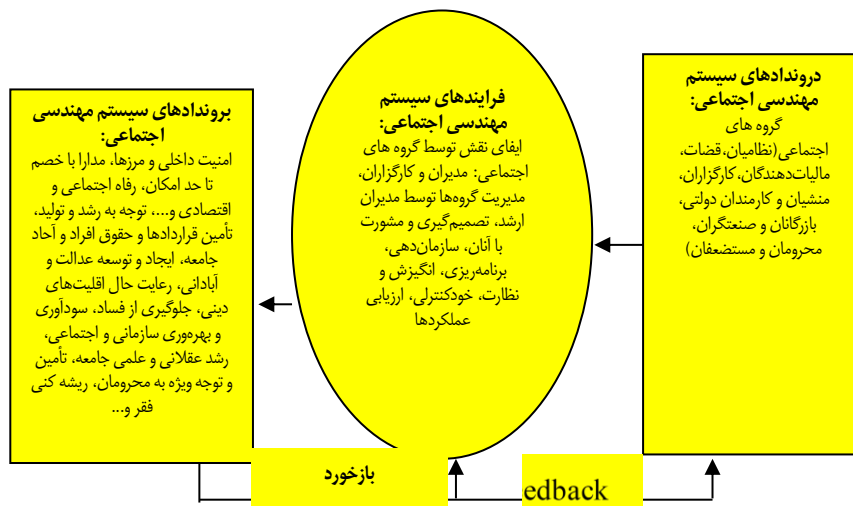 دروندادهای سیستم
مهندسی اجتماعی:
گروه های
اجتماعی(نظامیان،قضات،
مالیات‌دهندگان،کارگزاران،
منشیان و کارمندان دولتی،
بازرگانان و صنعتگران،
محرومان و مستضعفان)
فرایندهای سیستم
مهندسی اجتماعی:
ایفای نقش توسط گروه های
اجتماعی: مدیران و کارگزاران،
مدیریت گروه‌ها توسط مدیران
ارشد، تصمیم‌گیری و مشورت
با آنان، سازمان‌دهی،
برنامه‌ریزی، انگیزش و
نظارت، خودکنترلی، ارزیابی
عملکردها
بروندادهای سیستم مهندسی
اجتماعی:
امنیت داخلی و مرزها، مدارا با خصم
تا حد امکان، رفاه اجتماعی و
اقتصادی و...، توجه به رشد و تولید،
تأمین قراردادها و حقوق افراد و آحاد
جامعه، ایجاد و توسعه عدالت و
آبادانی، رعایت حال اقلیت‌های
دینی، جلوگیری از فساد، سودآوری
و بهره‌وری سازمانی و اجتماعی،
رشد عقلانی و علمی جامعه، تأمین
و توجه ویژه به محرومان، ریشه کنی
فقر و...
بازخورد
edback